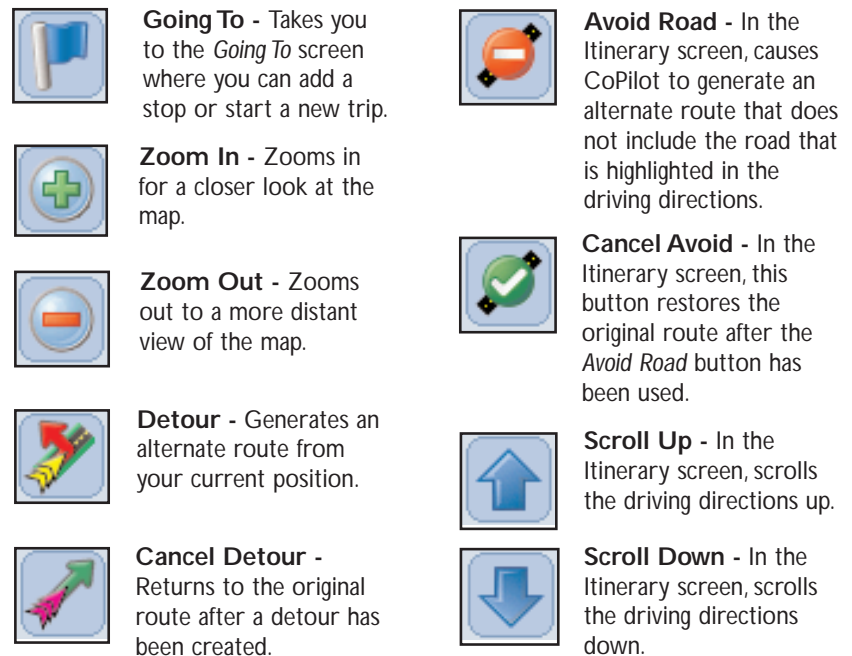 Going To - Takes you
to the Going To screen
where you can add a
stop or start a new trip.
Zoom In - Zooms in
for a closer look at the
map.
Zoom Out - Zooms
out to a more distant
view of the map.
Detour - Generates an
alternate route from
your current position.
Cancel Detour -
Returns to the original
route after a detour has
been created.
Avoid Road - In the
Itinerary screen, causes
CoPilot to generate an
alternate route that does
not include the road that
is highlighted in the
driving directions.
Cancel Avoid - In the
Itinerary screen, this
button restores the
original route after the
Avoid Road button has
been used.
Scroll Up - In the
Itinerary screen, scrolls
the driving directions up.
Scroll Down - In the
Itinerary screen, scrolls
the driving directions
down.